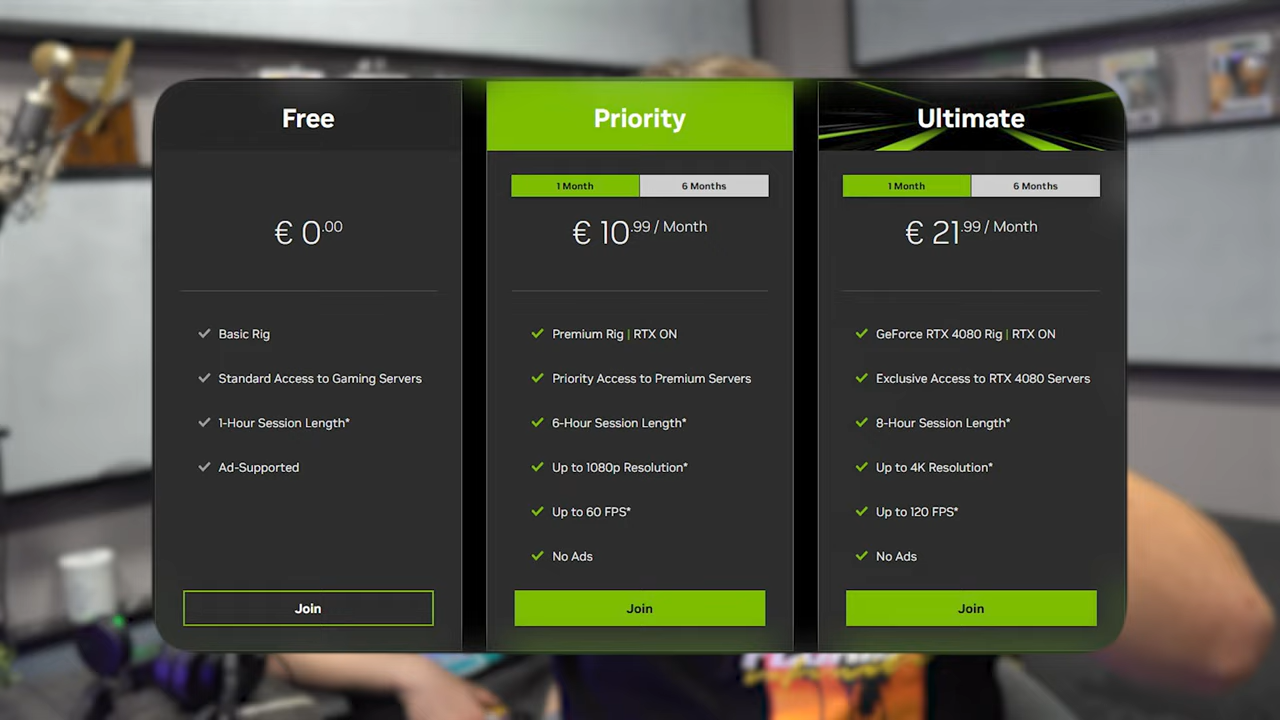 Free
€ 0.00
Basic Rig
Standard Access to Gaming Servers
1-Hour Session Length*
Ad-Supported
Join
Priority
1 Month
6 Months
€ 10.99 / Month
Premium Rig | RTX ON
Priority Access to Premium Servers
6-Hour Session Length*
Up to 1080p Resolution*
Up to 60 FPS*
No Ads
Join
Ultimate
1 Month
6 Months
€ 21.99 / Month
GeForce RTX 4080 Rig | RTX ON
Exclusive Access to RTX 4080 Servers
8-Hour Session Length*
Up to 4K Resolution*
Up to 120 FPS*
No Ads
Join